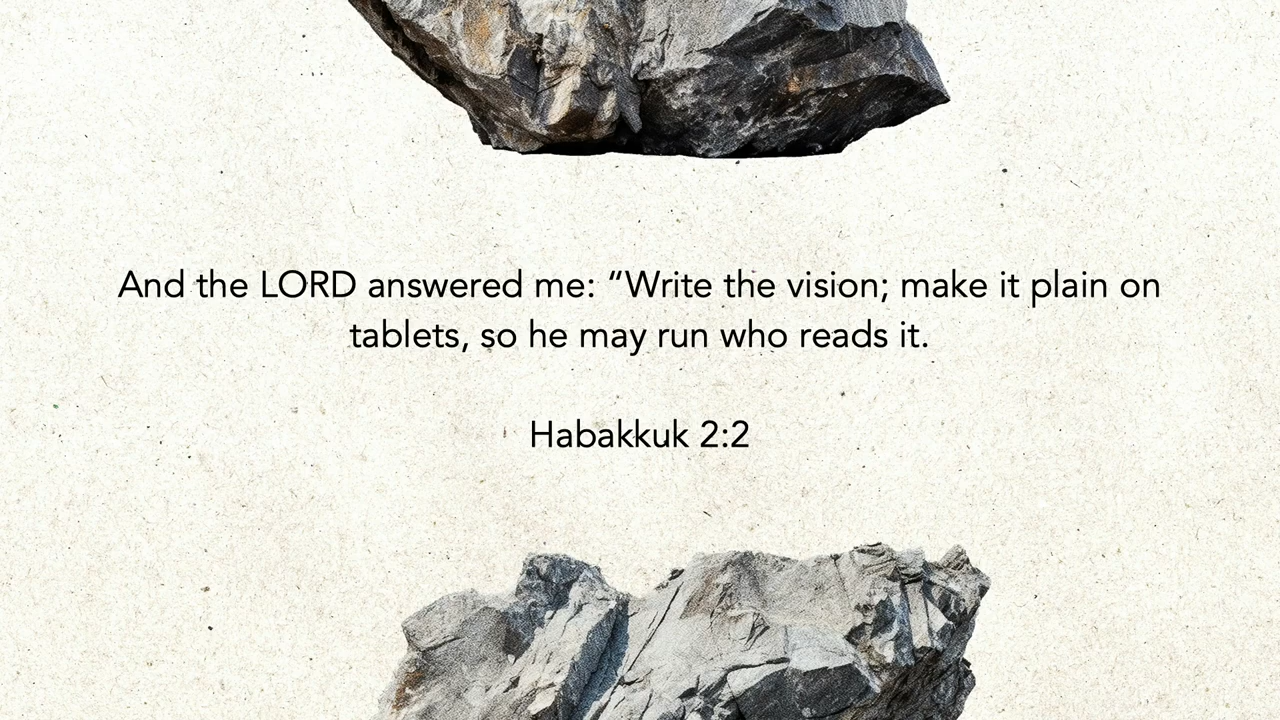 And the LORD answered me: “Write the vision; make it plain on
tablets, so he may run who reads it.
Habakkuk 2:2